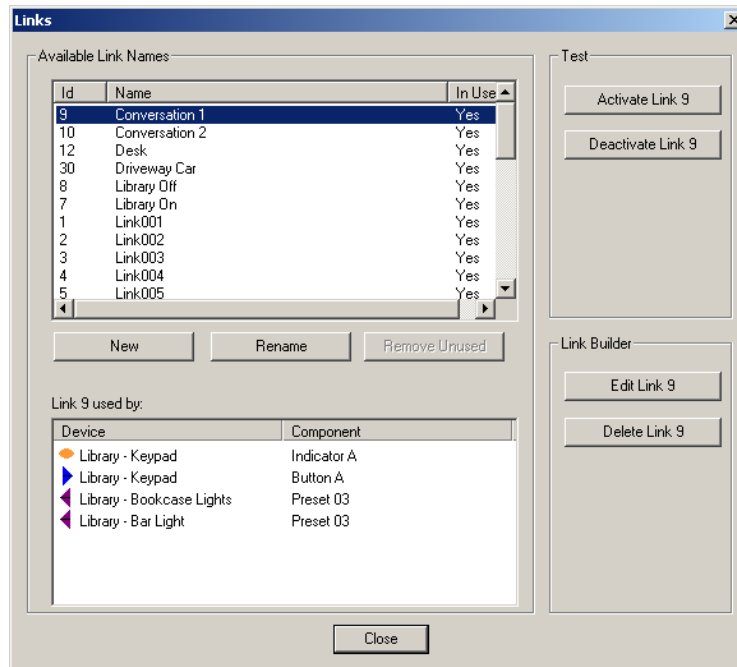 Links
Available Link Names
Id Name In Use
9 Conversation 1 Yes
10 Conversation 2 Yes
12 Desk Yes
30 Driveway Car Yes
8 Library Off Yes
7 Library On Yes
1 Link001 Yes
2 Link002 Yes
3 Link003 Yes
4 Link004 Yes
5 Link005 Yes
New Rename Remove Unused
Link 9 used by:
Device Component
Library - Keypad Indicator A
Library - Keypad Button A
Library - Bookcase Lights Preset 03
Library - Bar Light Preset 03
Test
Activate Link 9
Deactivate Link 9
Link Builder
Edit Link 9
Delete Link 9
Close